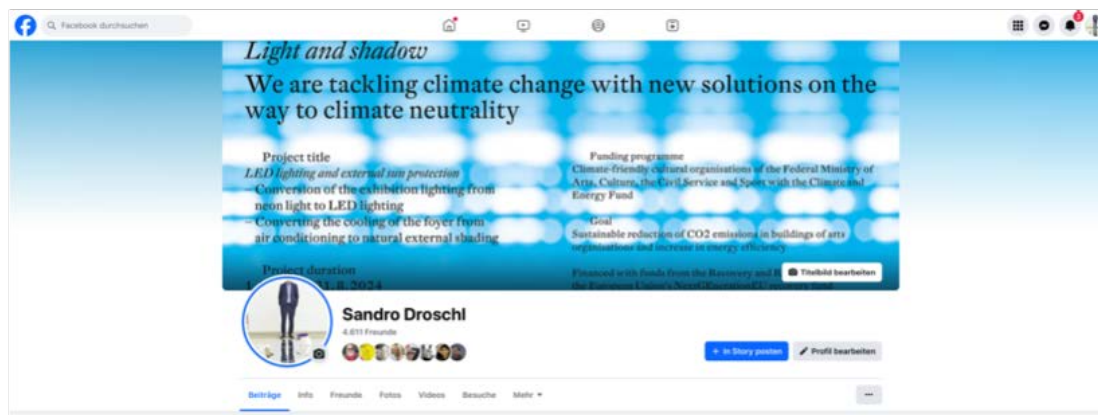 Facebook durchsuchen
3
Light and shadow
We are tackling climate change with new solutions on the
way to climate neutrality
Project title
LED lighting and external sun protection
– Conversion of the exhibition lighting from
neon light to LED lighting
– Converting the cooling of the foyer from
air conditioning to natural external shading
Project duration
31. 8. 2024
Funding programme
Climate-friendly cultural organisations of the Federal Ministry of
Arts, Culture, the Civil Service and Sport with the Climate and
Energy Fund
Goal
Sustainable reduction of CO2 emissions in buildings of arts
organisations and increase in energy efficiency
Financed with funds from the Recovery and
the European Union's NextGEnerationEU recovery fund
Titelbild bearbeiten
Sandro Droschl
4.611 Freunde
+ In Story posten
Profil bearbeiten
Beiträge Info Freunde Fotos Videos Besuche Mehr